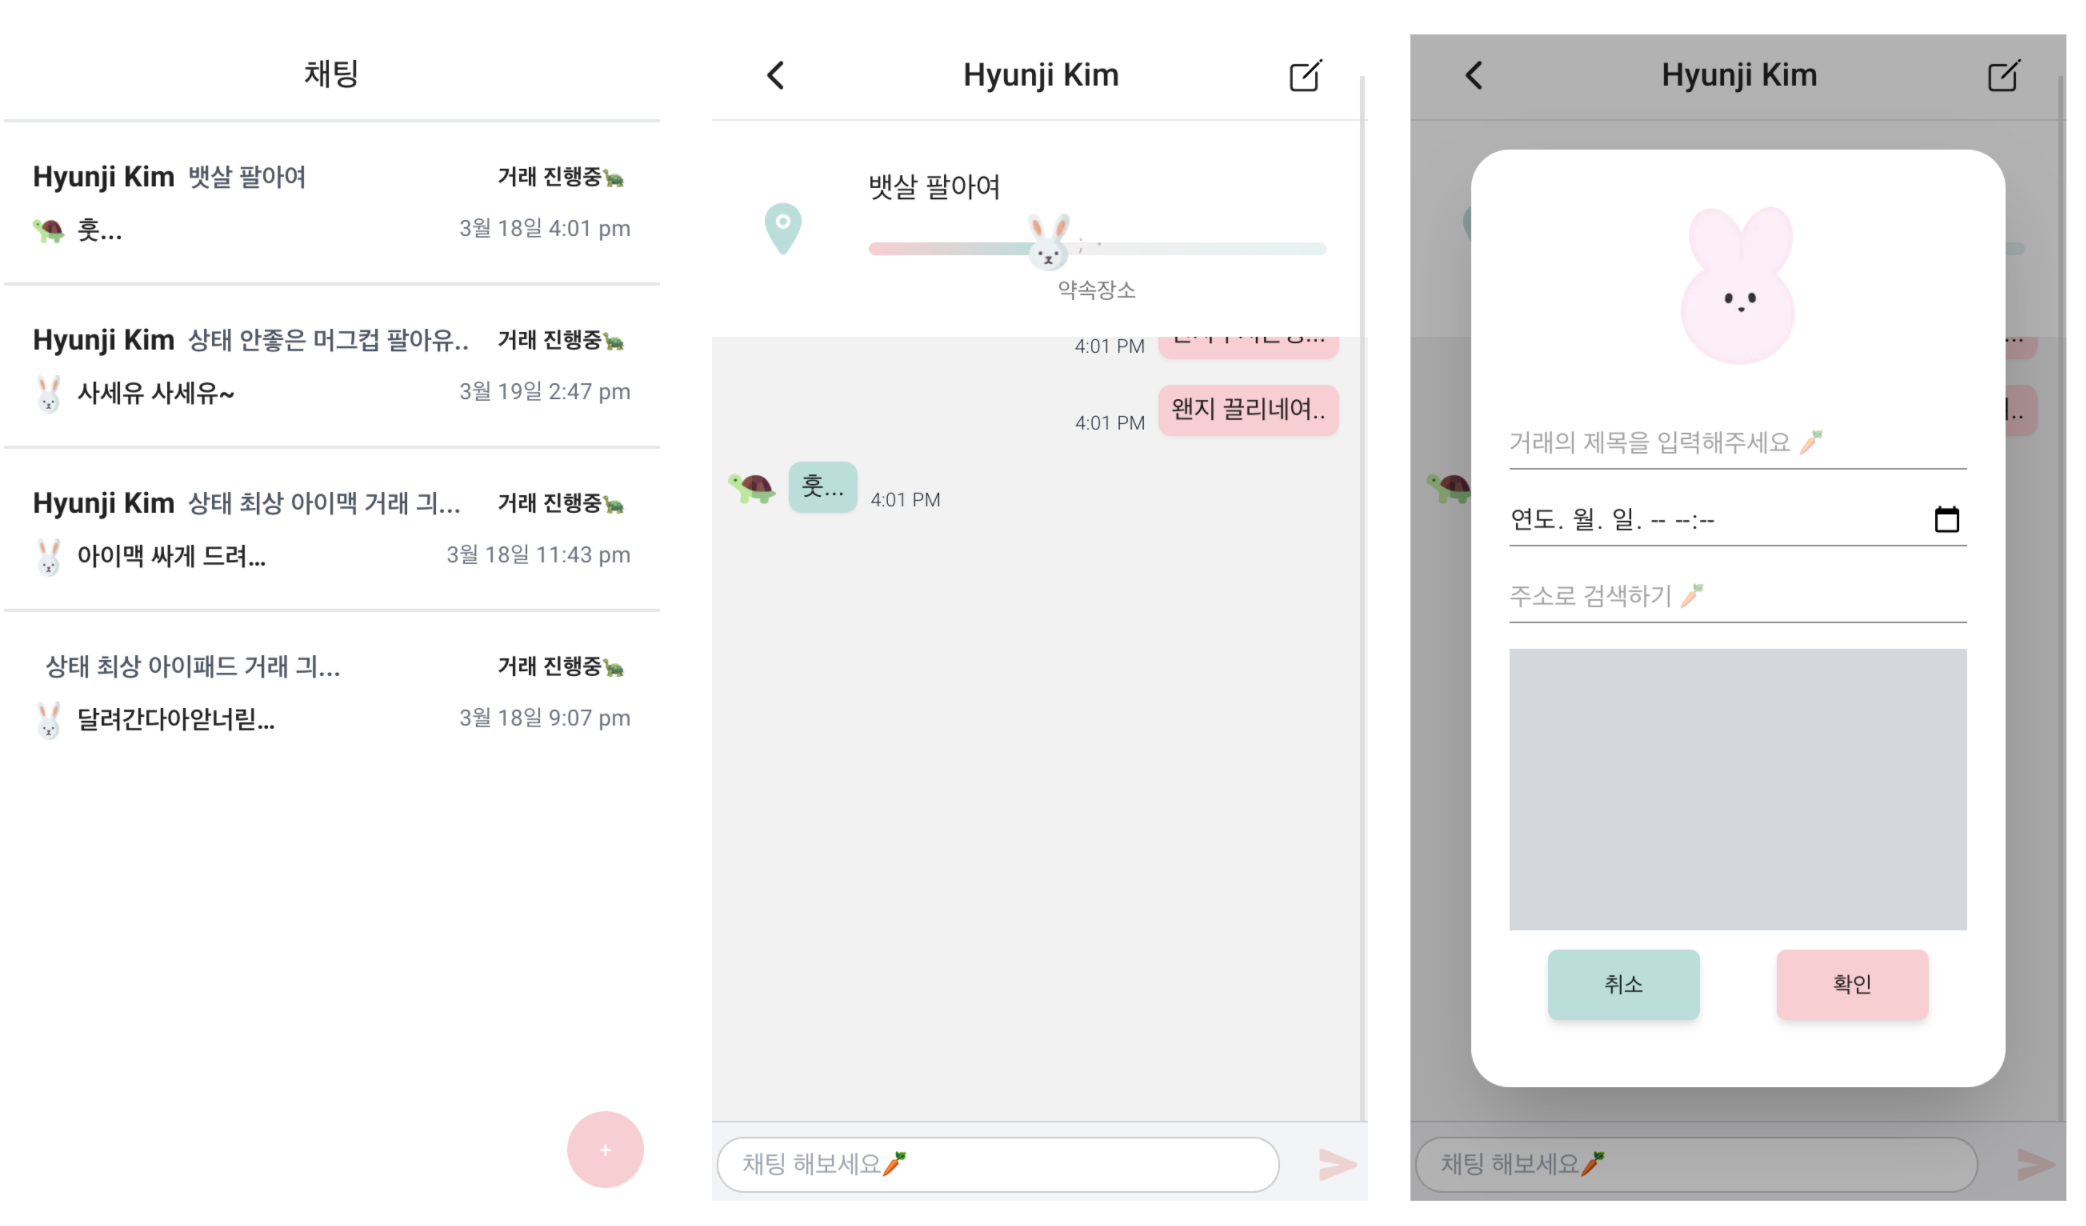 채팅
Hyunji Kim 뱃살 팔아여 거래 진행중🐢
🐢 훗... 3월 18일 4:01 pm
Hyunji Kim 상태 안좋은 머그컵 팔아유.. 거래 진행중🐢
🐰 사세유 사세유~ 3월 19일 2:47 pm
Hyunji Kim 상태 최상 아이맥 거래 긔... 거래 진행중🐢
🐰 아이맥 싸게 드려... 3월 18일 11:43 pm
상태 최상 아이패드 거래 긔... 거래 진행중🐢
🐰 달려간다아앋너릳... 3월 18일 9:07 pm
+
Hyunji Kim
뱃살 팔아여
약속장소
4:01 PM
4:01 PM 왠지 끌리네여..
훗... 4:01 PM
채팅 해보세요🥕
Hyunji Kim
거래의 제목을 입력해주세요 🥕
연도. 월. 일. -- --:--
주소로 검색하기 🥕
취소 확인
채팅 해보세요🥕